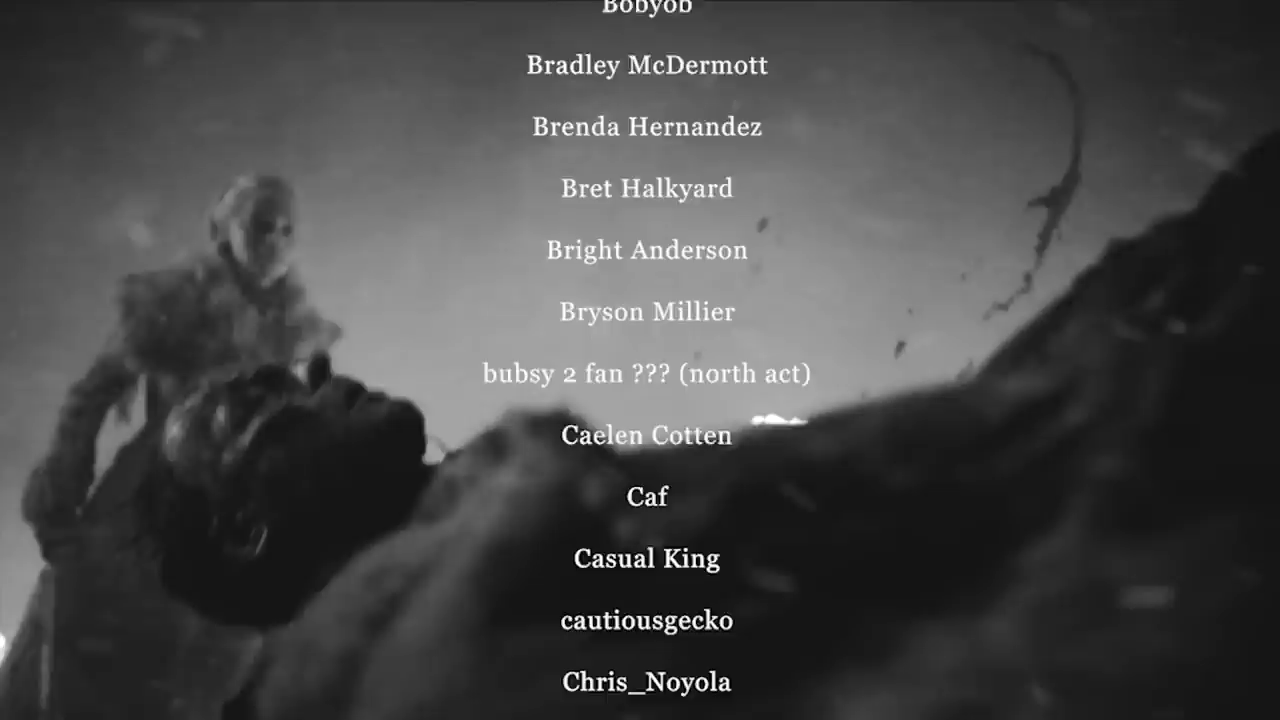 Bobyob
Bradley McDermott
Brenda Hernandez
Bret Halkyard
Bright Anderson
Bryson Millier
bubsy 2 fan ??? (north act)
Caelen Cotten
Caf
Casual King
cautiousgecko
Chris_Noyola